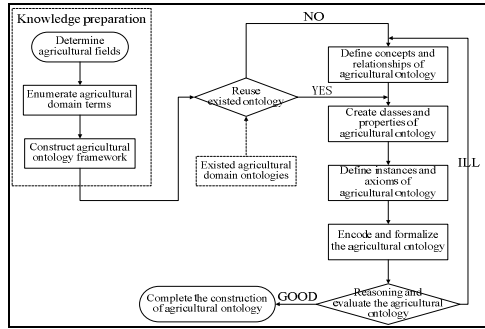 Knowledge preparation
Determine
agricultural fields
Enumerate agricultural
domain terms
Construct agricultural
ontology framework
NO
Reuse
existed ontology
YES
Existed agricultural
domain ontologies
Define concepts and
relationships of
agricultural ontology
Create classes and
properties of
agricultural ontology
Define instances and
axioms of
agricultural ontology
ILL
Encode and formalize
the agricultural ontology
Reasoning and
evaluate the agricultural
ontology
GOOD
Complete the construction
of agricultural ontology